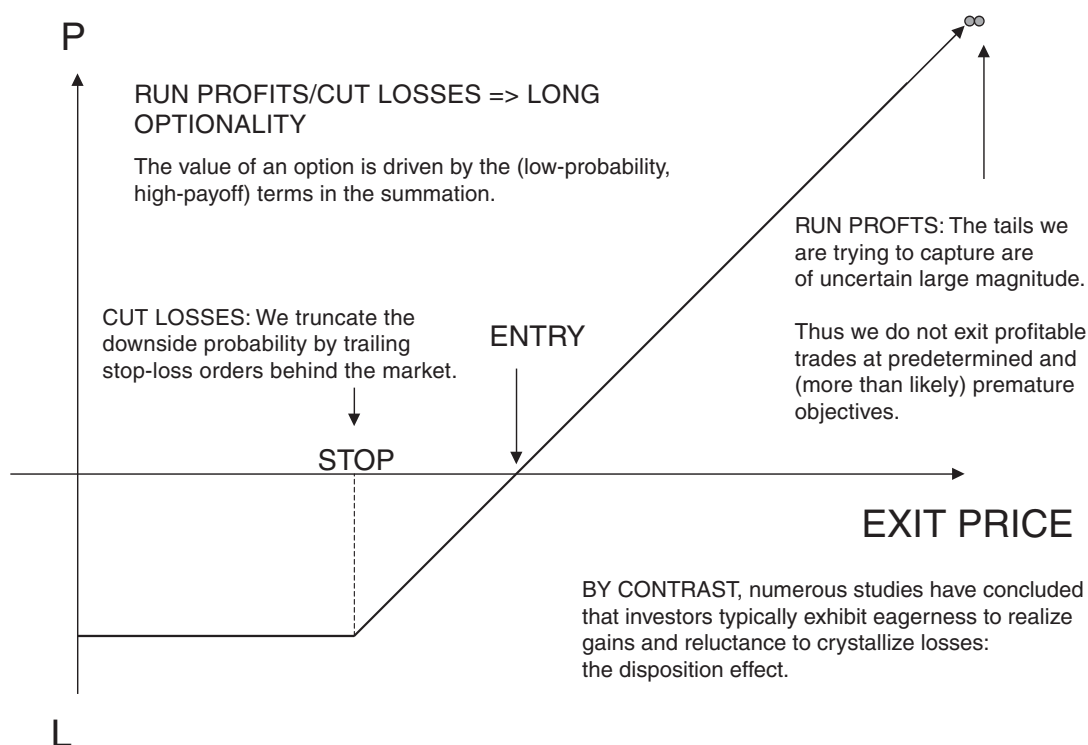 P
RUN PROFITS/CUT LOSSES => LONG
OPTIONALITY
The value of an option is driven by the (low-probability,
high-payoff) terms in the summation.
RUN PROFTS: The tails we
are trying to capture are
of uncertain large magnitude.
Thus we do not exit profitable
trades at predetermined and
(more than likely) premature
objectives.
CUT LOSSES: We truncate the
downside probability by trailing
stop-loss orders behind the market.
ENTRY
STOP
EXIT PRICE
BY CONTRAST, numerous studies have concluded
that investors typically exhibit eagerness to realize
gains and reluctance to crystallize losses:
the disposition effect.
L